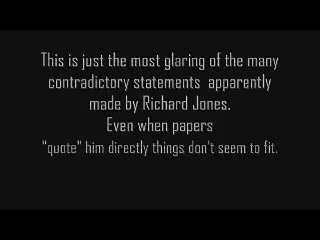 This is just the most glaring of the many
contradictory statements apparently
made by Richard Jones.
Even when papers
"quote" him directly things don't seem to fit.